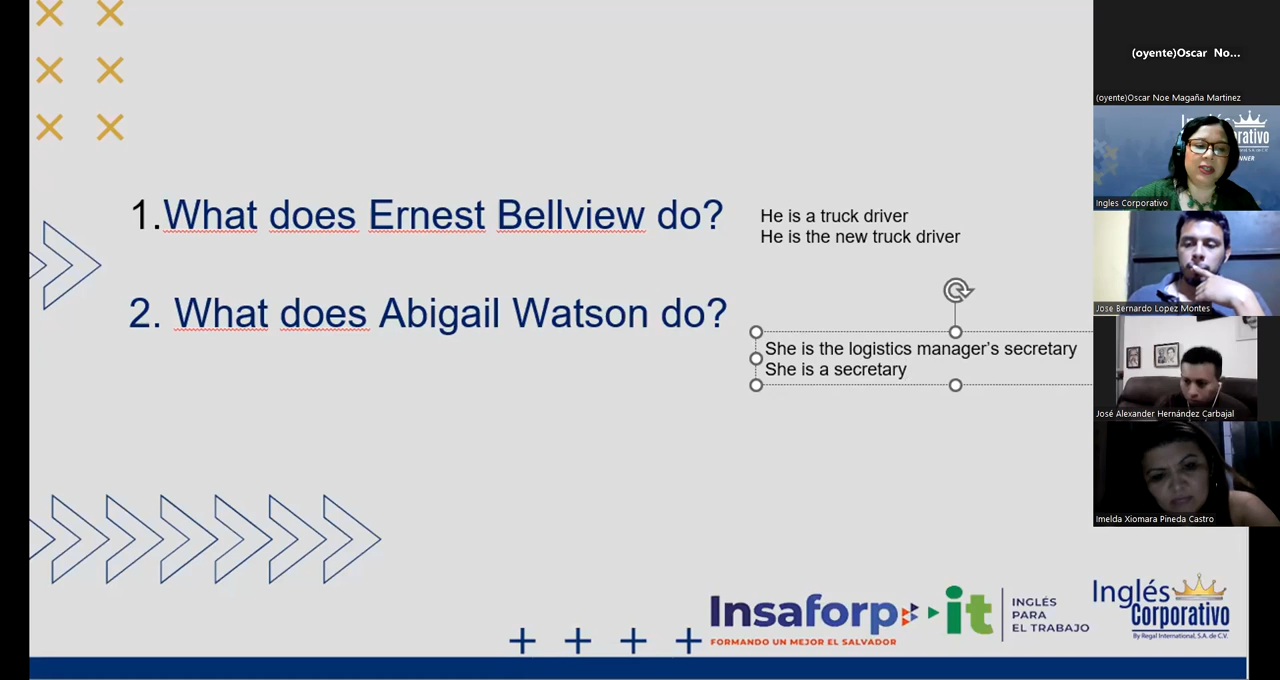 (oyente)Oscar No...
(oyente)Oscar Noe Magaña Martinez
Ingles Corporativo
Jose Bernardo Lopez Montes
José Alexander Hernández Carbajal
Imelda Xiomara Pineda Castro
1.What does Ernest Bellview do?
He is a truck driver
He is the new truck driver
2. What does Abigail Watson do?
She is the logistics manager's secretary
She is a secretary
Insaforp
FORMANDO UN MEJOR EL SALVADOR
it
INGLÉS
PARA
EL TRABAJO
Inglés
Corporativo
By Regal International, S.A. de C.V.